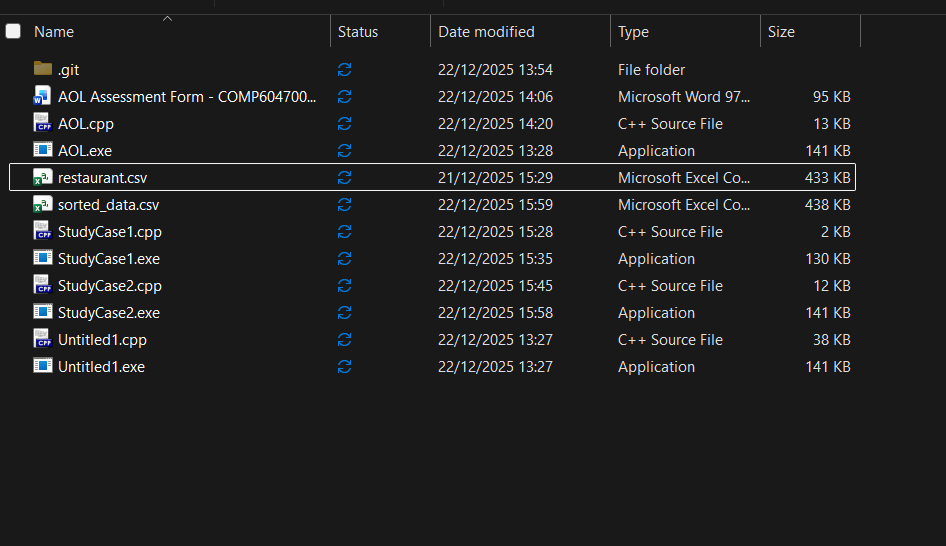 Name Status Date modified Type Size
.git 22/12/2025 13:54 File folder
AOL Assessment Form - COMP604700... 22/12/2025 14:06 Microsoft Word 97... 95 KB
AOL.cpp 22/12/2025 14:20 C++ Source File 13 KB
AOL.exe 22/12/2025 13:28 Application 141 KB
restaurant.csv 21/12/2025 15:29 Microsoft Excel Co... 433 KB
sorted_data.csv 22/12/2025 15:59 Microsoft Excel Co... 438 KB
StudyCase1.cpp 22/12/2025 15:28 C++ Source File 2 KB
StudyCase1.exe 22/12/2025 15:35 Application 130 KB
StudyCase2.cpp 22/12/2025 15:45 C++ Source File 12 KB
StudyCase2.exe 22/12/2025 15:58 Application 141 KB
Untitled1.cpp 22/12/2025 13:27 C++ Source File 38 KB
Untitled1.exe 22/12/2025 13:27 Application 141 KB